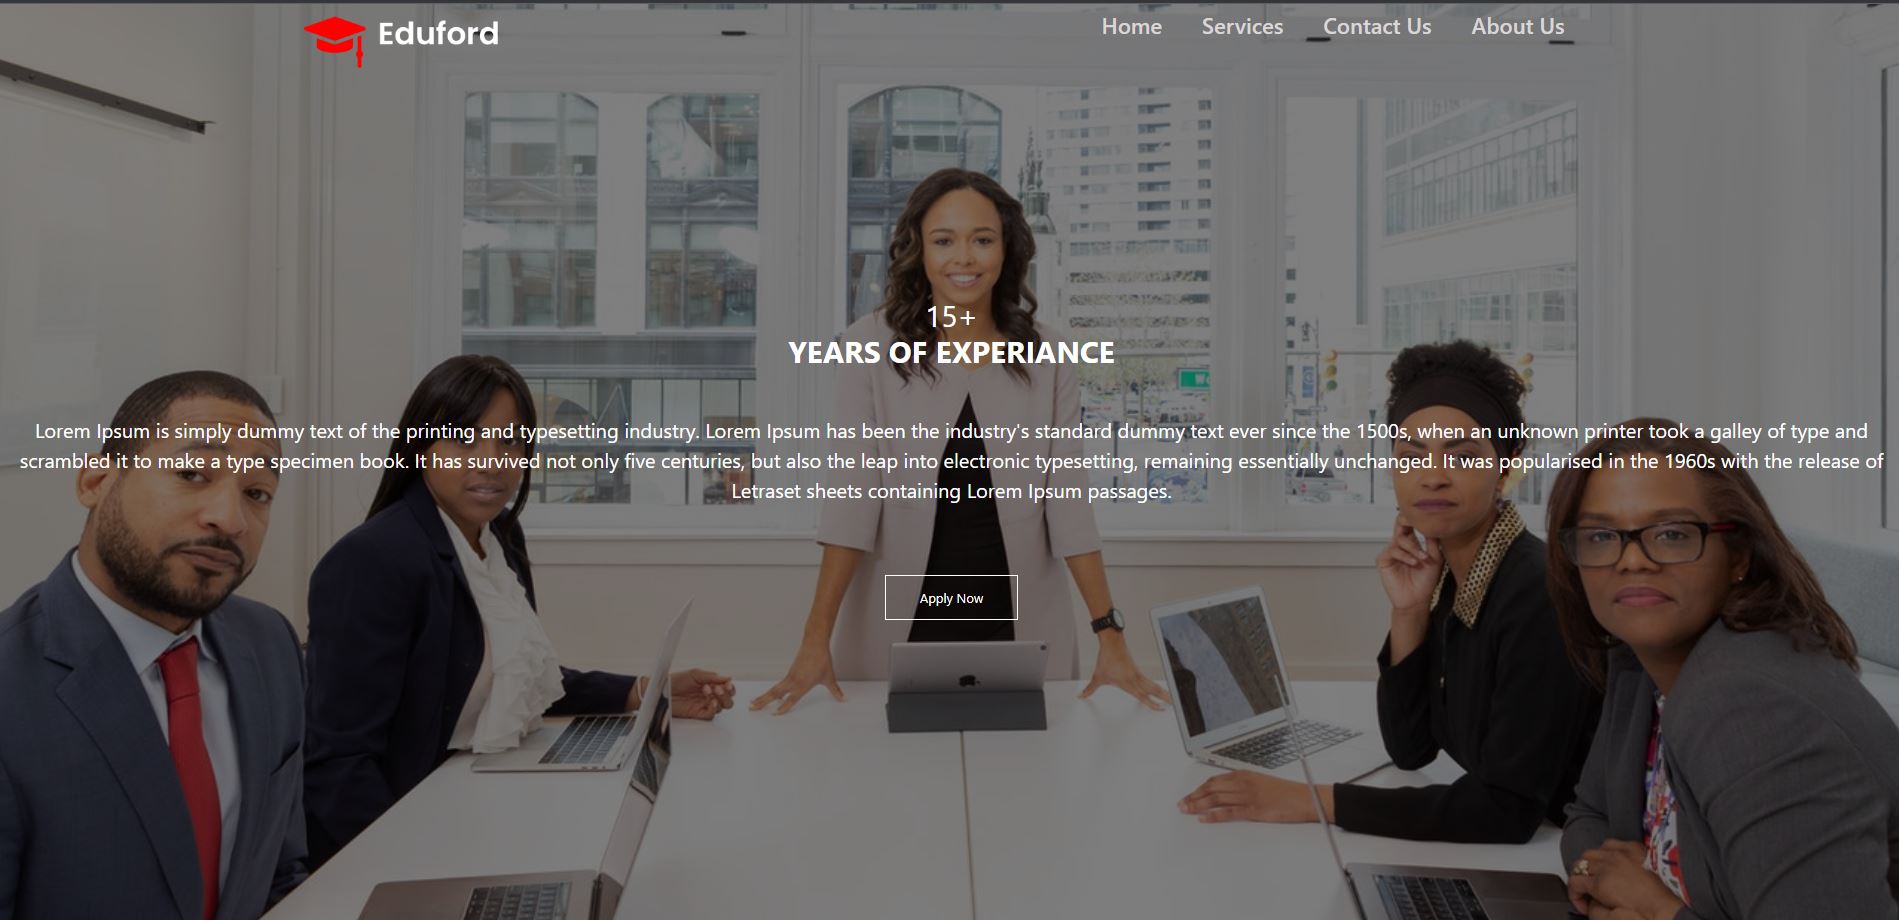 Eduford
Home Services Contact Us About Us
15+
YEARS OF EXPERIANCE
Lorem Ipsum is simply dummy text of the printing and typesetting industry. Lorem Ipsum has been the industry's standard dummy text ever since the 1500s, when an unknown printer took a galley of type and
scrambled it to make a type specimen book. It has survived not only five centuries, but also the leap into electronic typesetting, remaining essentially unchanged. It was popularised in the 1960s with the release of
Letraset sheets containing Lorem Ipsum passages.
Apply Now